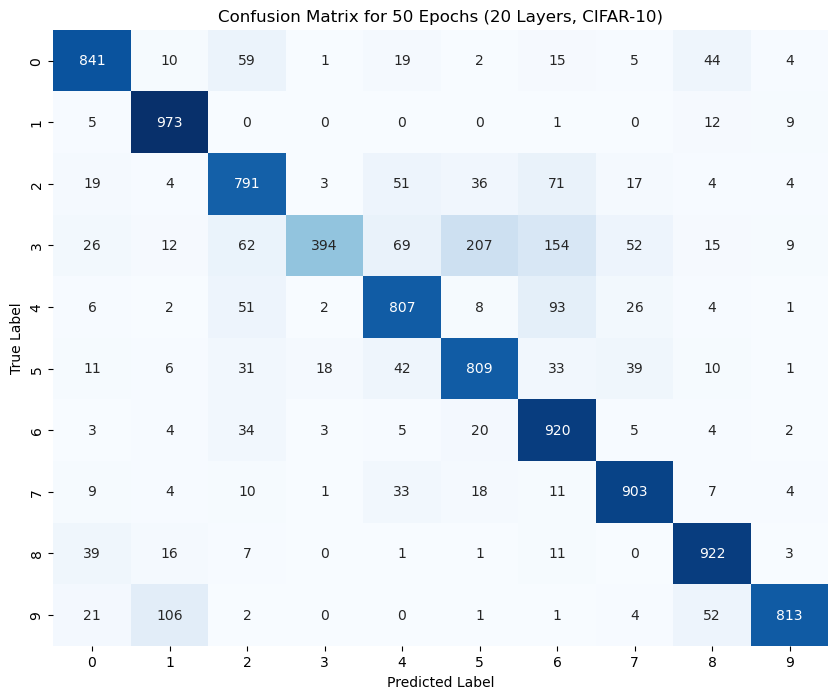 Confusion Matrix for 50 Epochs (20 Layers, CIFAR-10)
True Label
0 841 10 59 1 19 2 15 5 44 4
1 5 973 0 0 0 0 1 0 12 9
2 19 4 791 3 51 36 71 17 4 4
3 26 12 62 394 69 207 154 52 15 9
4 6 2 51 2 807 8 93 26 4 1
5 11 6 31 18 42 809 33 39 10 1
6 3 4 34 3 5 20 920 5 4 2
7 9 4 10 1 33 18 11 903 7 4
8 39 16 7 0 1 1 11 0 922 3
9 21 106 2 0 0 1 1 4 52 813
0 1 2 3 4 5 6 7 8 9
Predicted Label